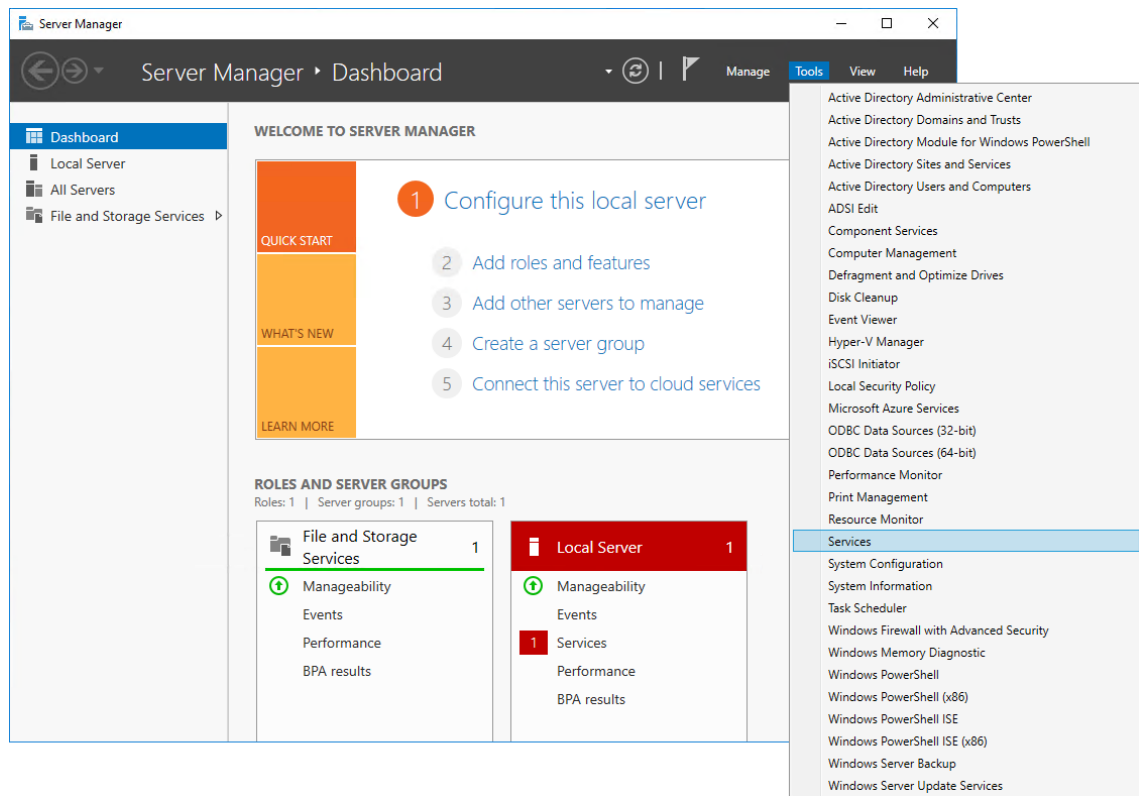 Server Manager
Server Manager ‣ Dashboard
Manage Tools View Help
Dashboard
Local Server
All Servers
File and Storage Services
WELCOME TO SERVER MANAGER
QUICK START
WHAT'S NEW
LEARN MORE
1 Configure this local server
2 Add roles and features
3 Add other servers to manage
4 Create a server group
5 Connect this server to cloud services
ROLES AND SERVER GROUPS
Roles: 1 | Server groups: 1 | Servers total: 1
File and Storage
Services 1
Manageability
Events
Performance
BPA results
Local Server 1
Manageability
Events
1 Services
Performance
BPA results
Active Directory Administrative Center
Active Directory Domains and Trusts
Active Directory Module for Windows PowerShell
Active Directory Sites and Services
Active Directory Users and Computers
ADSI Edit
Component Services
Computer Management
Defragment and Optimize Drives
Disk Cleanup
Event Viewer
Hyper-V Manager
iSCSI Initiator
Local Security Policy
Microsoft Azure Services
ODBC Data Sources (32-bit)
ODBC Data Sources (64-bit)
Performance Monitor
Print Management
Resource Monitor
Services
System Configuration
System Information
Task Scheduler
Windows Firewall with Advanced Security
Windows Memory Diagnostic
Windows PowerShell
Windows PowerShell (x86)
Windows PowerShell ISE
Windows PowerShell ISE (x86)
Windows Server Backup
Windows Server Update Services